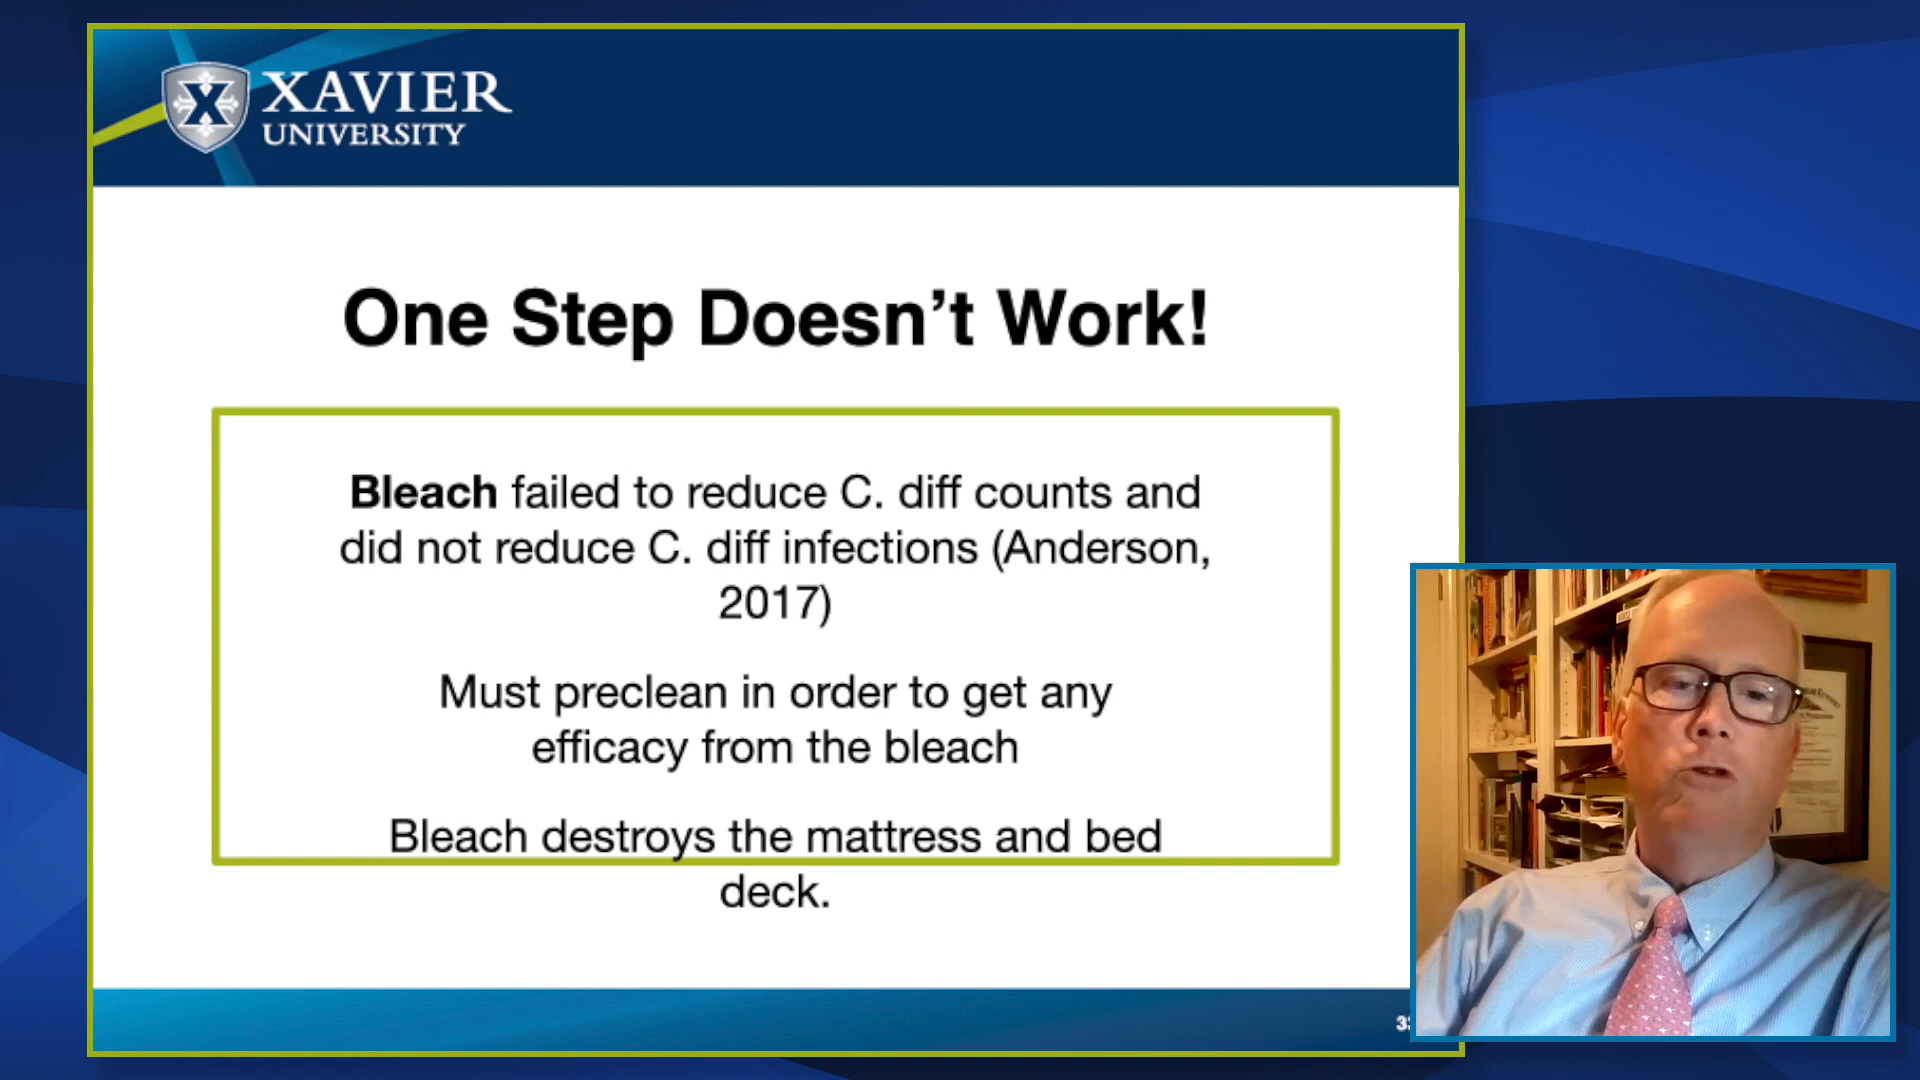 XAVIER
UNIVERSITY
One Step Doesn’t Work!
Bleach failed to reduce C. diff counts and
did not reduce C. diff infections (Anderson,
2017)
Must preclean in order to get any
efficacy from the bleach
Bleach destroys the mattress and bed
deck.